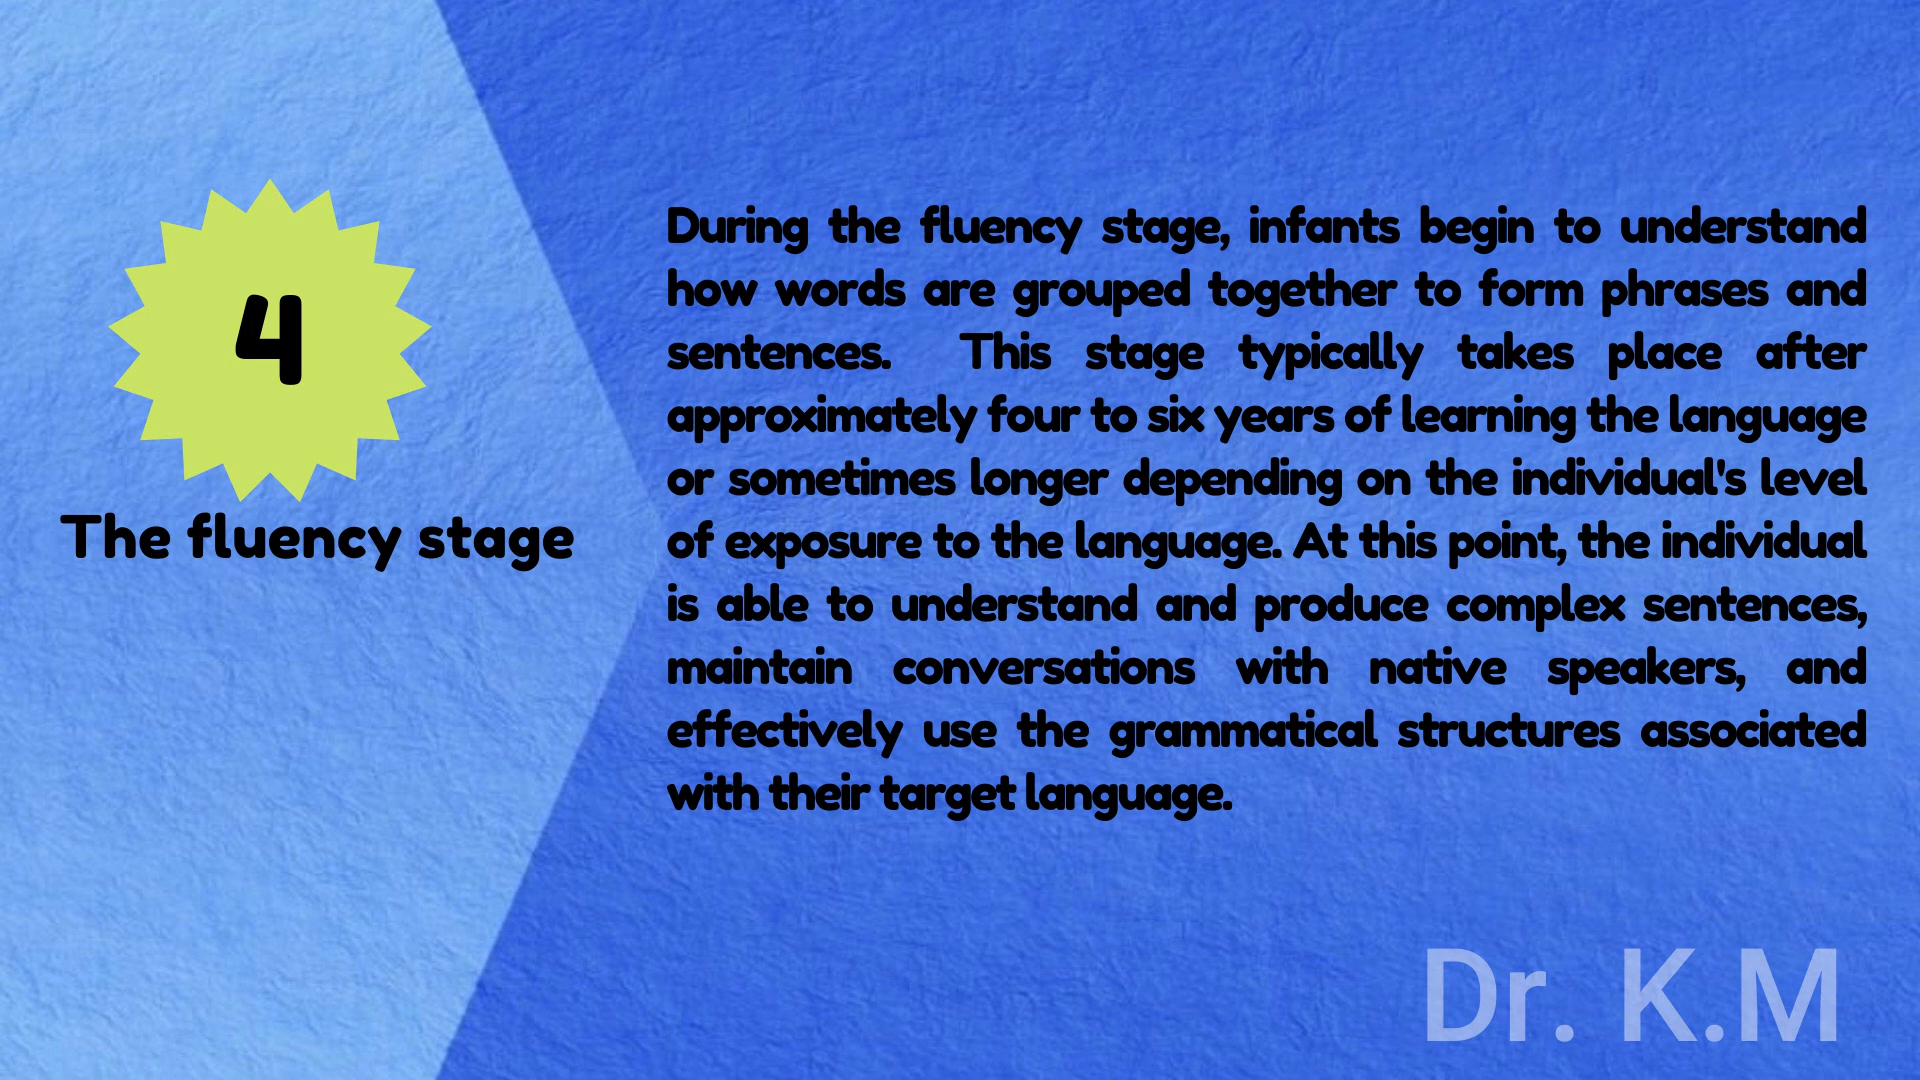 4
The fluency stage
During the fluency stage, infants begin to understand
how words are grouped together to form phrases and
sentences. This stage typically takes place after
approximately four to six years of learning the language
or sometimes longer depending on the individual's level
of exposure to the language. At this point, the individual
is able to understand and produce complex sentences,
maintain conversations with native speakers, and
effectively use the grammatical structures associated
with their target language.
Dr. K.M